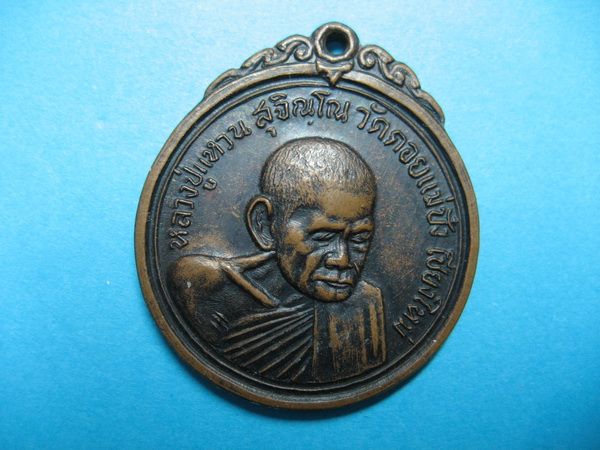 หลวงปู่แหวน สุจิณฺโณ วัดดอยแม่ปั๋ง เชียงใหม่